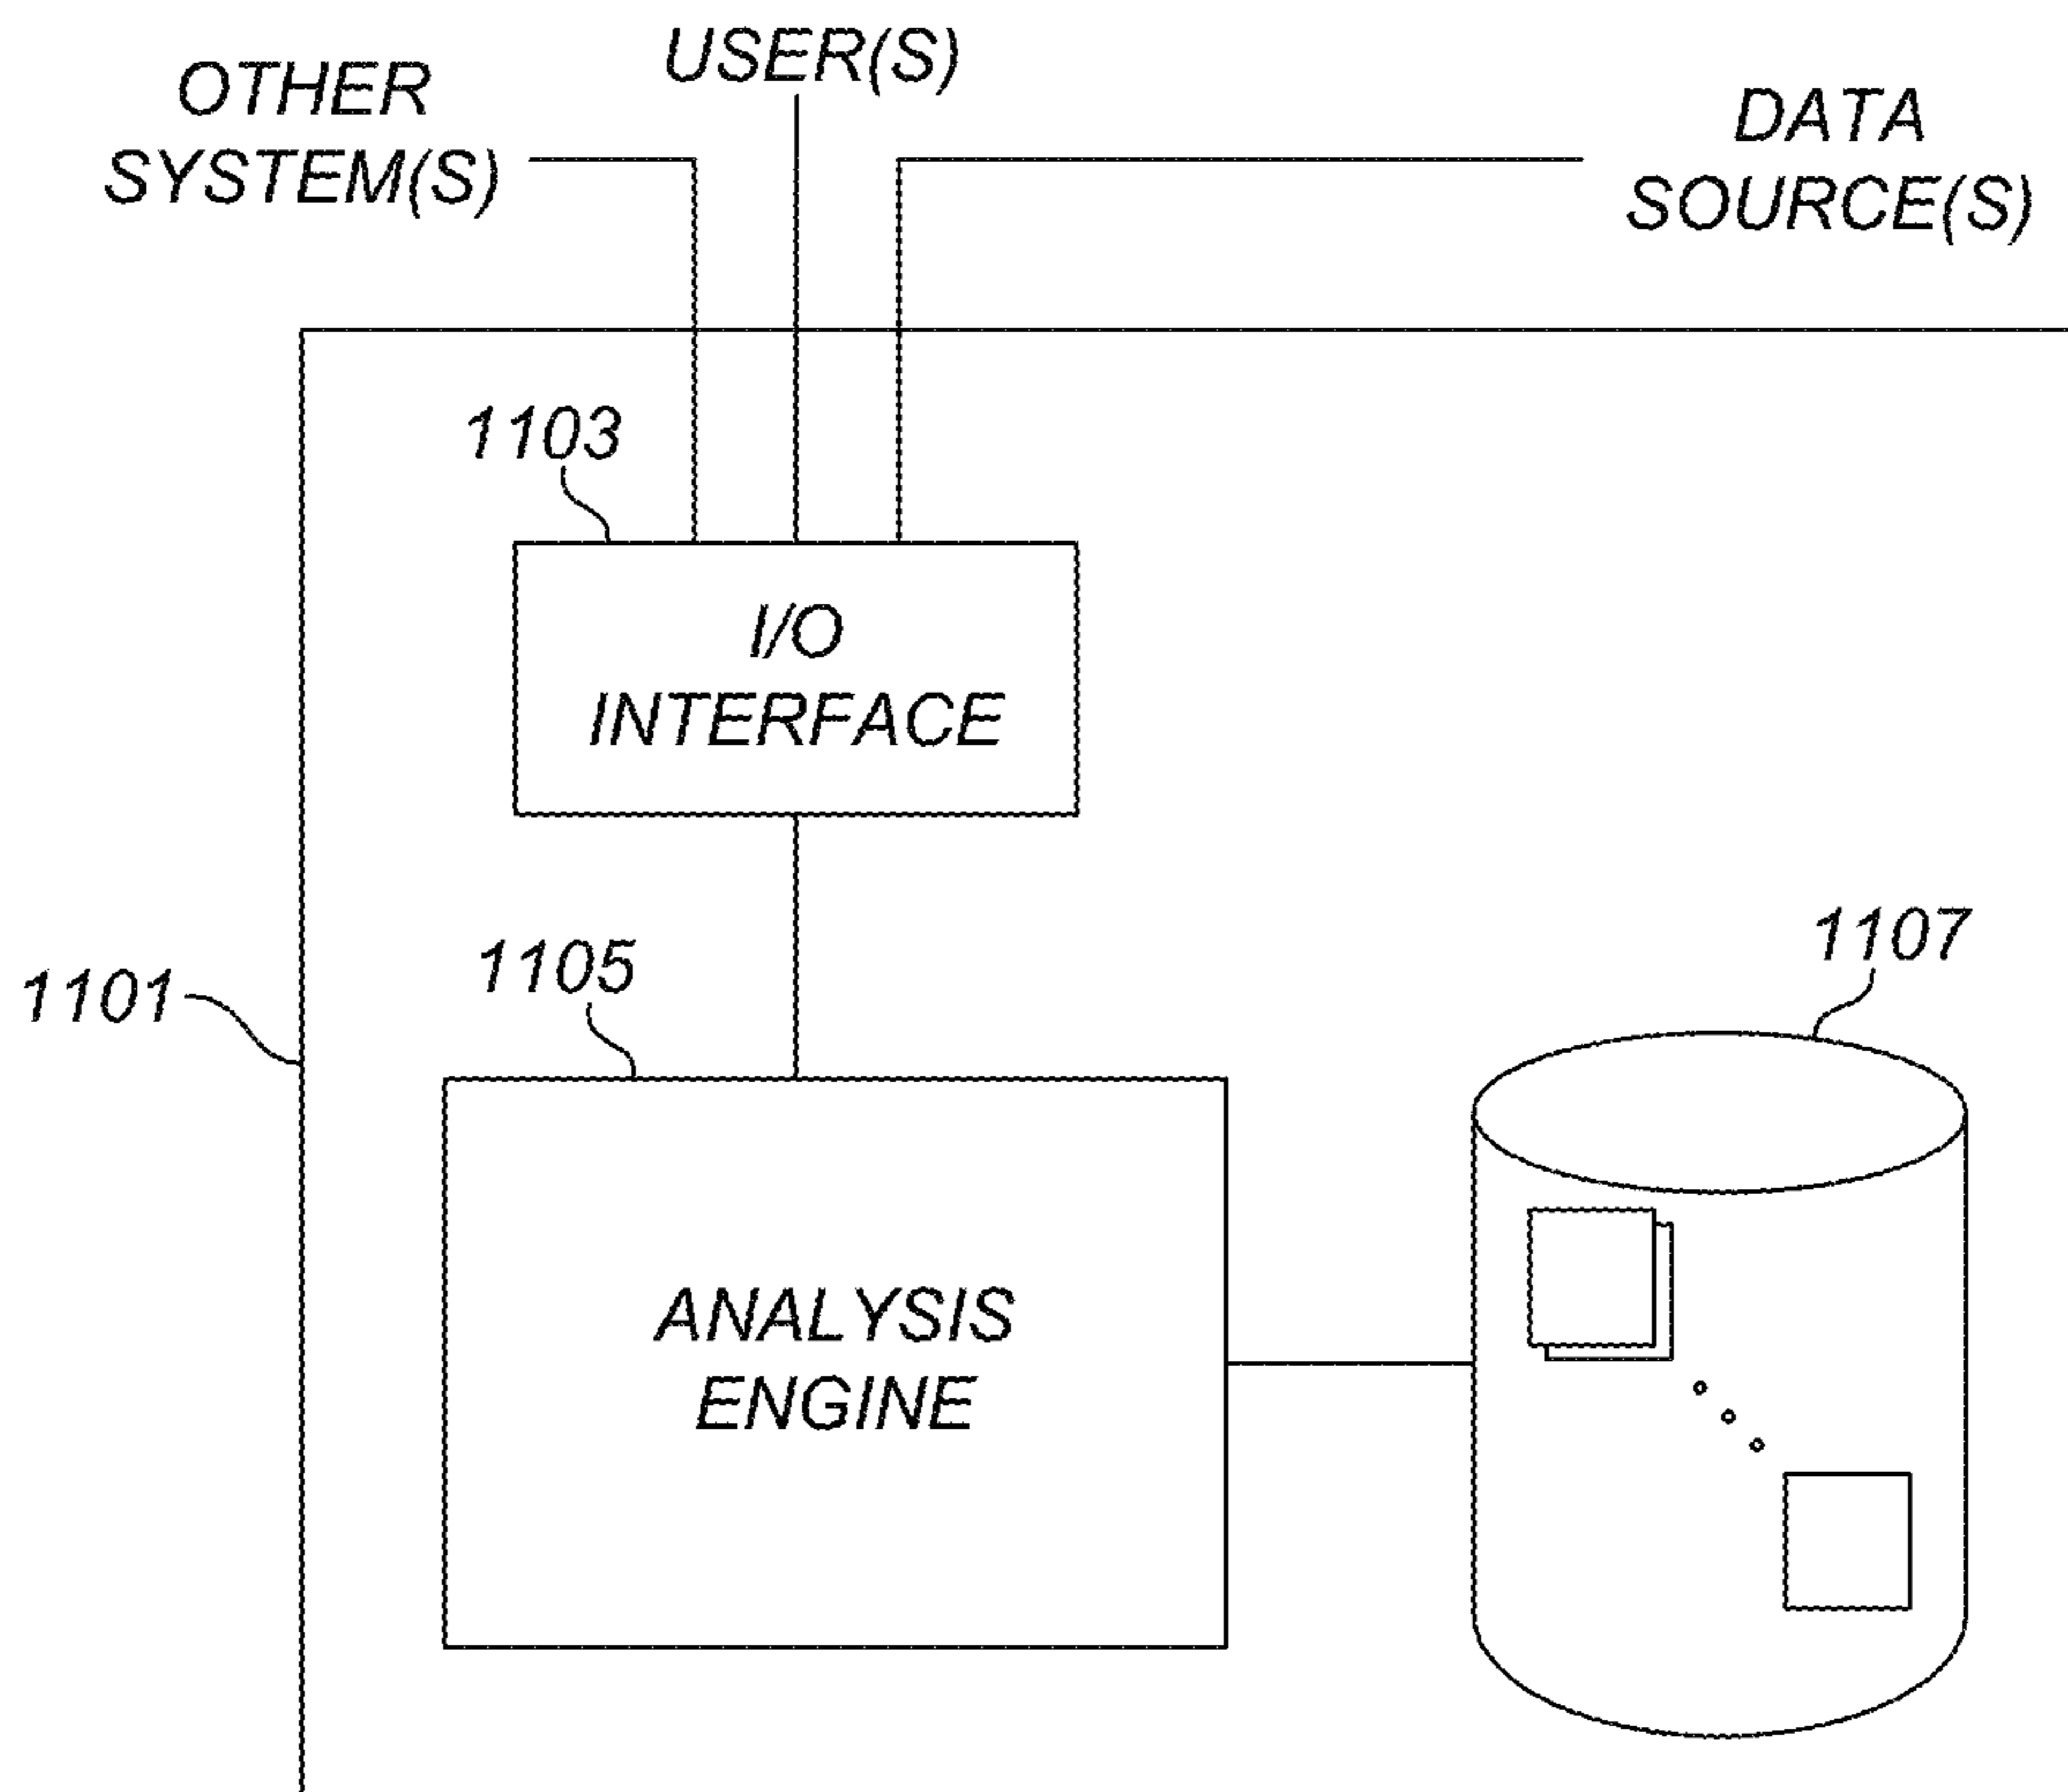 OTHER
SYSTEM(S)
USER(S)
DATA
SOURCE(S)
1103
I/O
INTERFACE
1101
1105
1107
ANALYSIS
ENGINE